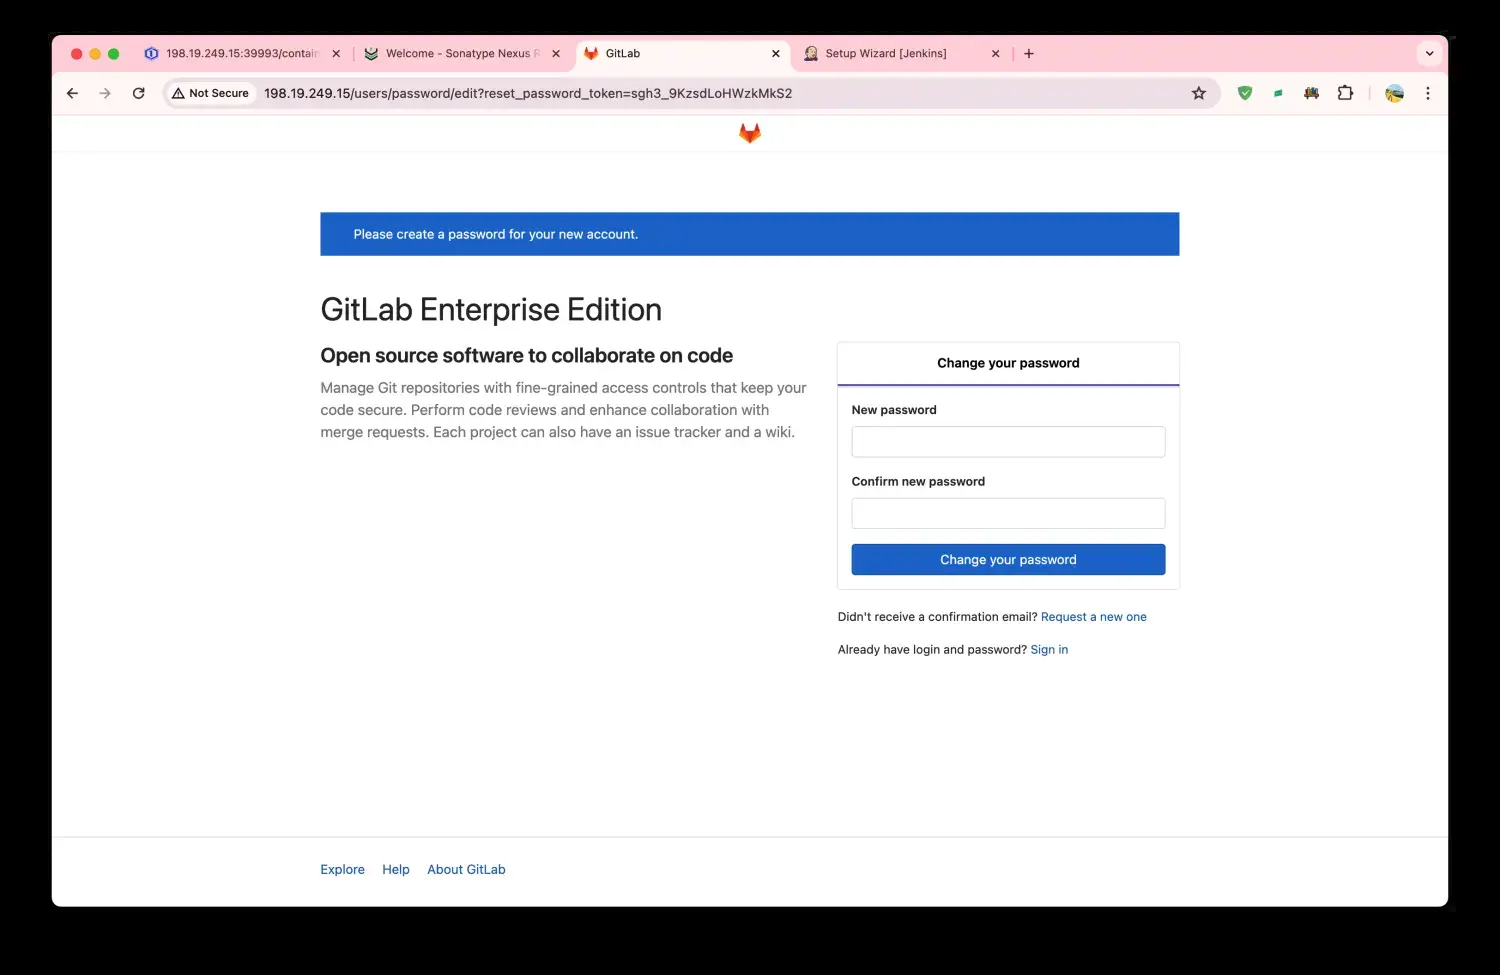 198.19.249.15:39993/contain
Welcome - Sonatype Nexus R
GitLab
Setup Wizard [Jenkins]
Not Secure
198.19.249.15/users/password/edit?reset_password_token=sgh3_9KzsdLoHWzkMkS2
Please create a password for your new account.
GitLab Enterprise Edition
Open source software to collaborate on code
Manage Git repositories with fine-grained access controls that keep your
code secure. Perform code reviews and enhance collaboration with
merge requests. Each project can also have an issue tracker and a wiki.
Change your password
New password
Confirm new password
Change your password
Didn't receive a confirmation email? Request a new one
Already have login and password? Sign in
Explore Help About GitLab